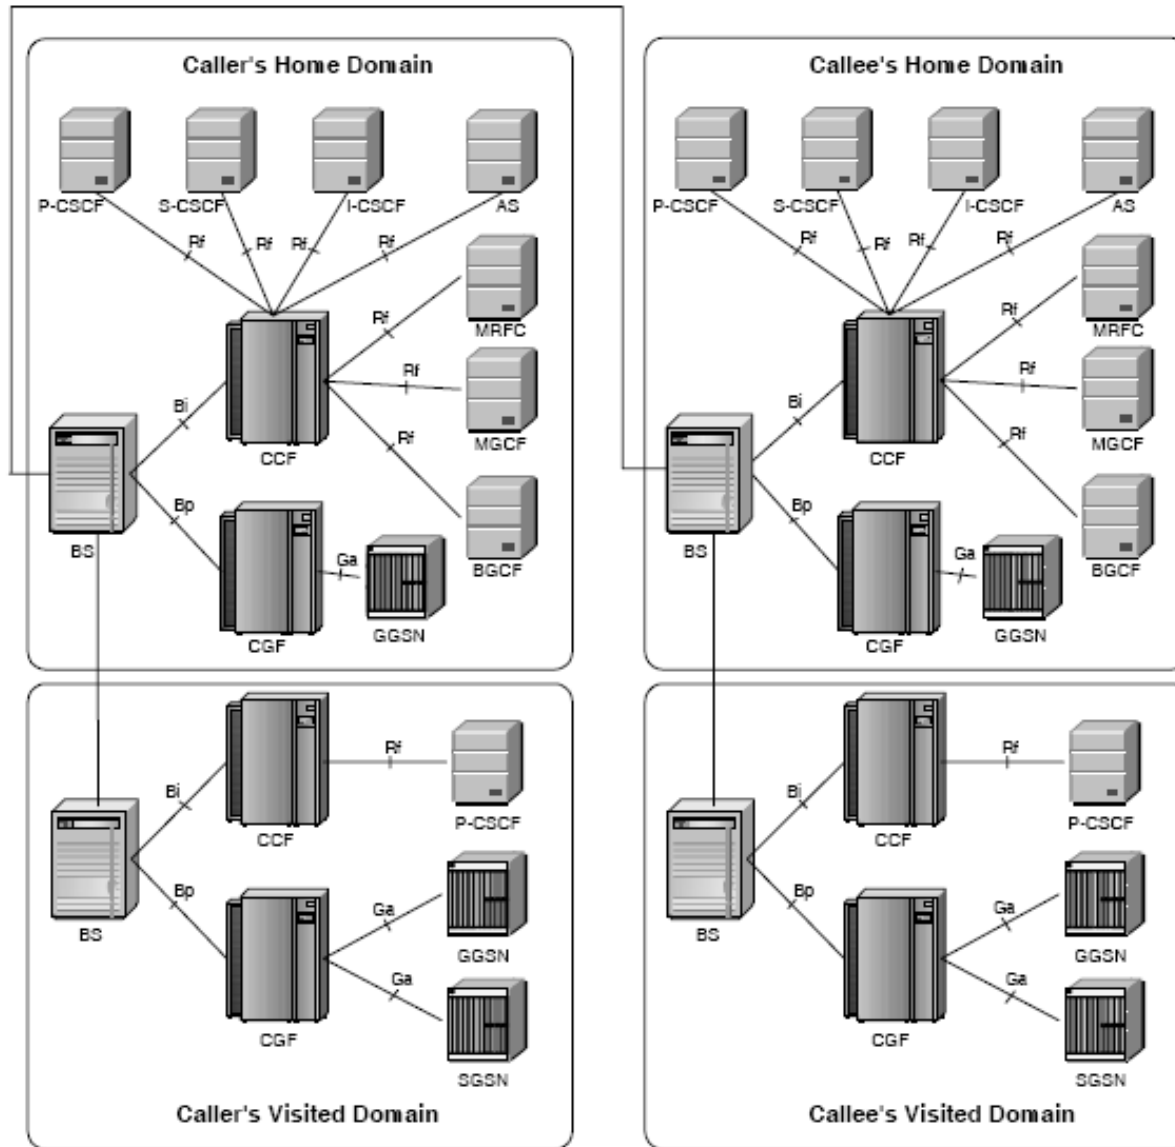 Caller's Home Domain
P-CSCF
S-CSCF
I-CSCF
AS
Rf
Rf
Rf
Rf
Rf
MRFC
Rf
MGCF
Bi
CCF
Rf
BS
Bp
BGCF
Ga
CGF
GGSN
Callee's Home Domain
P-CSCF
S-CSCF
I-CSCF
AS
Rf
Rf
Rf
Rf
Rf
MRFC
Rf
MGCF
Bi
CCF
Rf
BS
Bp
BGCF
Ga
CGF
GGSN
Rf
Bi
P-CSCF
CCF
BS
Bp
Ga
GGSN
Ga
CGF
SGSN
Caller's Visited Domain
Rf
Bi
P-CSCF
CCF
BS
Bp
Ga
GGSN
Ga
CGF
SGSN
Callee's Visited Domain